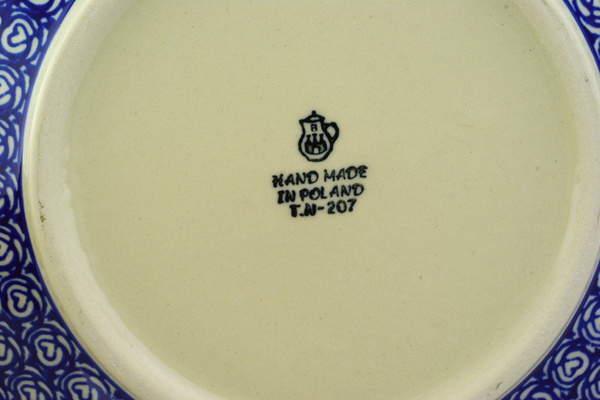 B
HAND MADE
IN POLAND
T.N-207